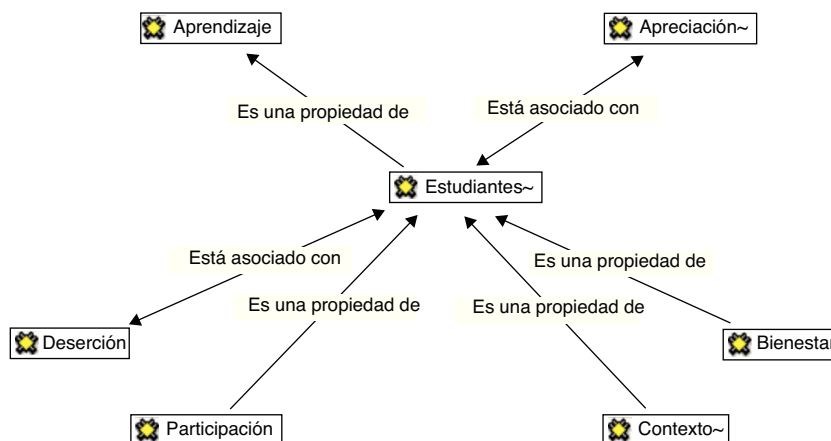 Aprendizaje
Apreciación~
Es una propiedad de
Está asociado con
Estudiantes~
Está asociado con
Es una propiedad de
Es una propiedad de
Es una propiedad de
Deserción
Bienestar
Participación
Contexto~